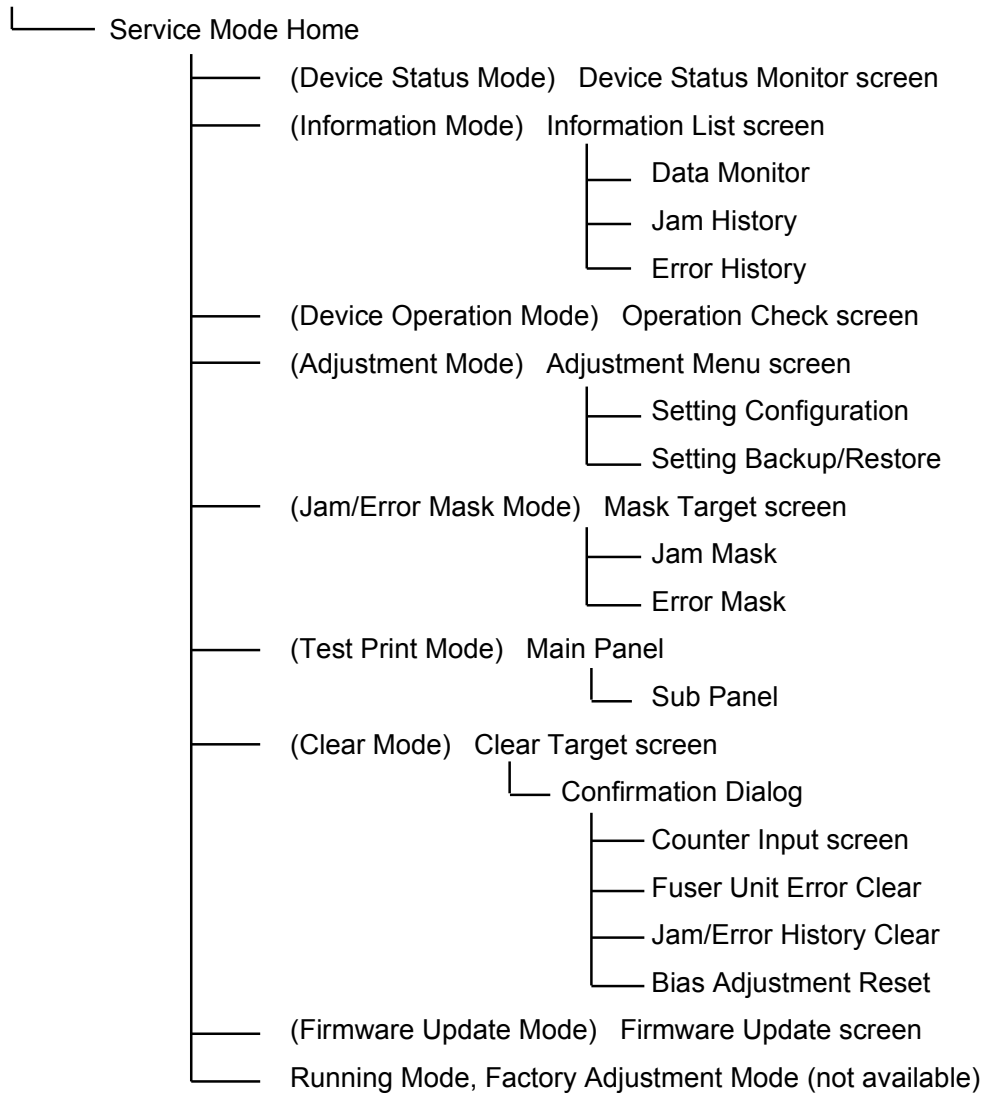 Service Mode Home
(Device Status Mode) Device Status Monitor screen
(Information Mode) Information List screen
Data Monitor
Jam History
Error History
(Device Operation Mode) Operation Check screen
(Adjustment Mode) Adjustment Menu screen
Setting Configuration
Setting Backup/Restore
(Jam/Error Mask Mode) Mask Target screen
Jam Mask
Error Mask
(Test Print Mode) Main Panel
Sub Panel
(Clear Mode) Clear Target screen
Confirmation Dialog
Counter Input screen
Fuser Unit Error Clear
Jam/Error History Clear
Bias Adjustment Reset
(Firmware Update Mode) Firmware Update screen
Running Mode, Factory Adjustment Mode (not available)